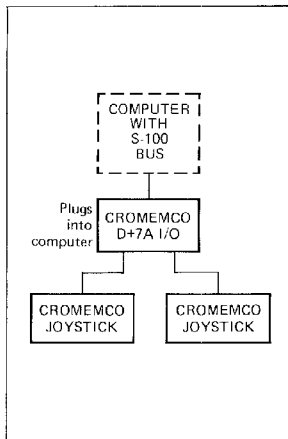 COMPUTER
WITH
S-100
BUS
Plugs
into
computer
CROMEMCO
D+7A I/O
CROMEMCO
JOYSTICK
CROMEMCO
JOYSTICK